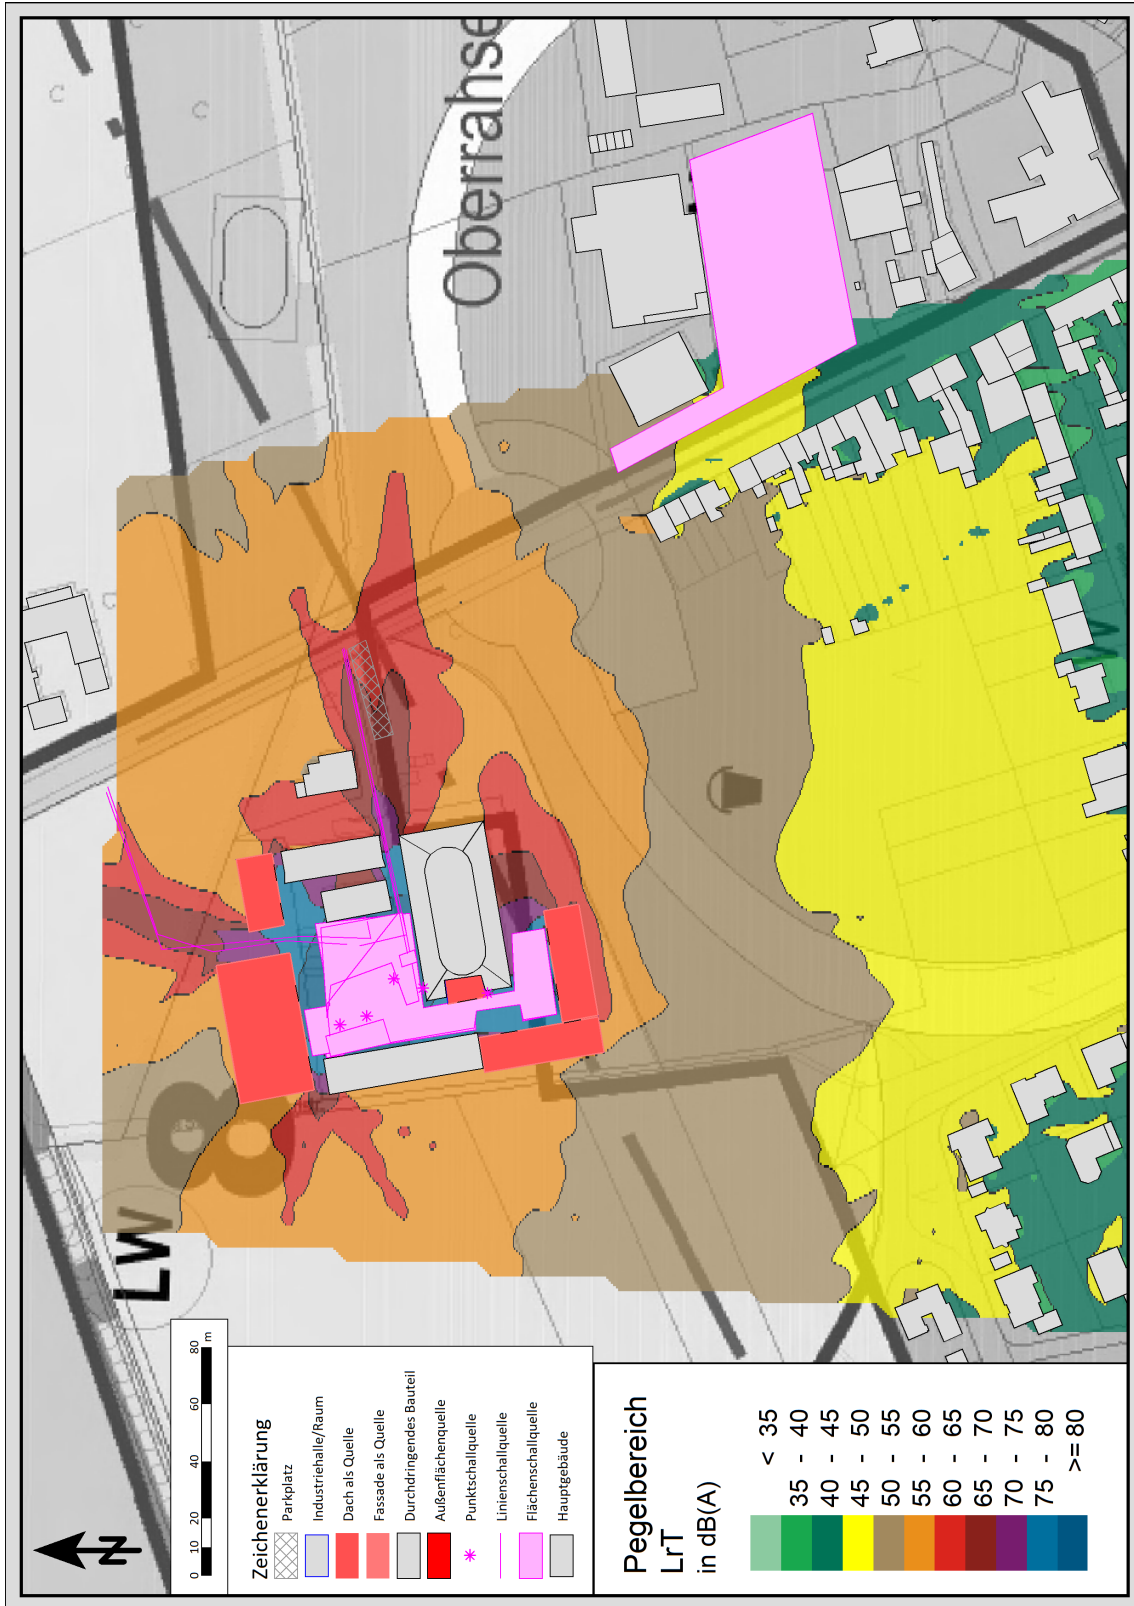 Oberrahse
8
LW
W
N
0 10 20 40 60 80
m
Zeichenerklärung
Parkplatz
Industriehalle/Raum
Dach als Quelle
Fassade als Quelle
Durchdringendes Bauteil
Außenflächenquelle
Punktschallquelle
Linienschallquelle
Flächenschallquelle
Hauptgebäude
Pegelbereich
LrT
in dB(A)
< 35
35 - 40
40 - 45
45 - 50
50 - 55
55 - 60
60 - 65
65 - 70
70 - 75
75 - 80
>= 80